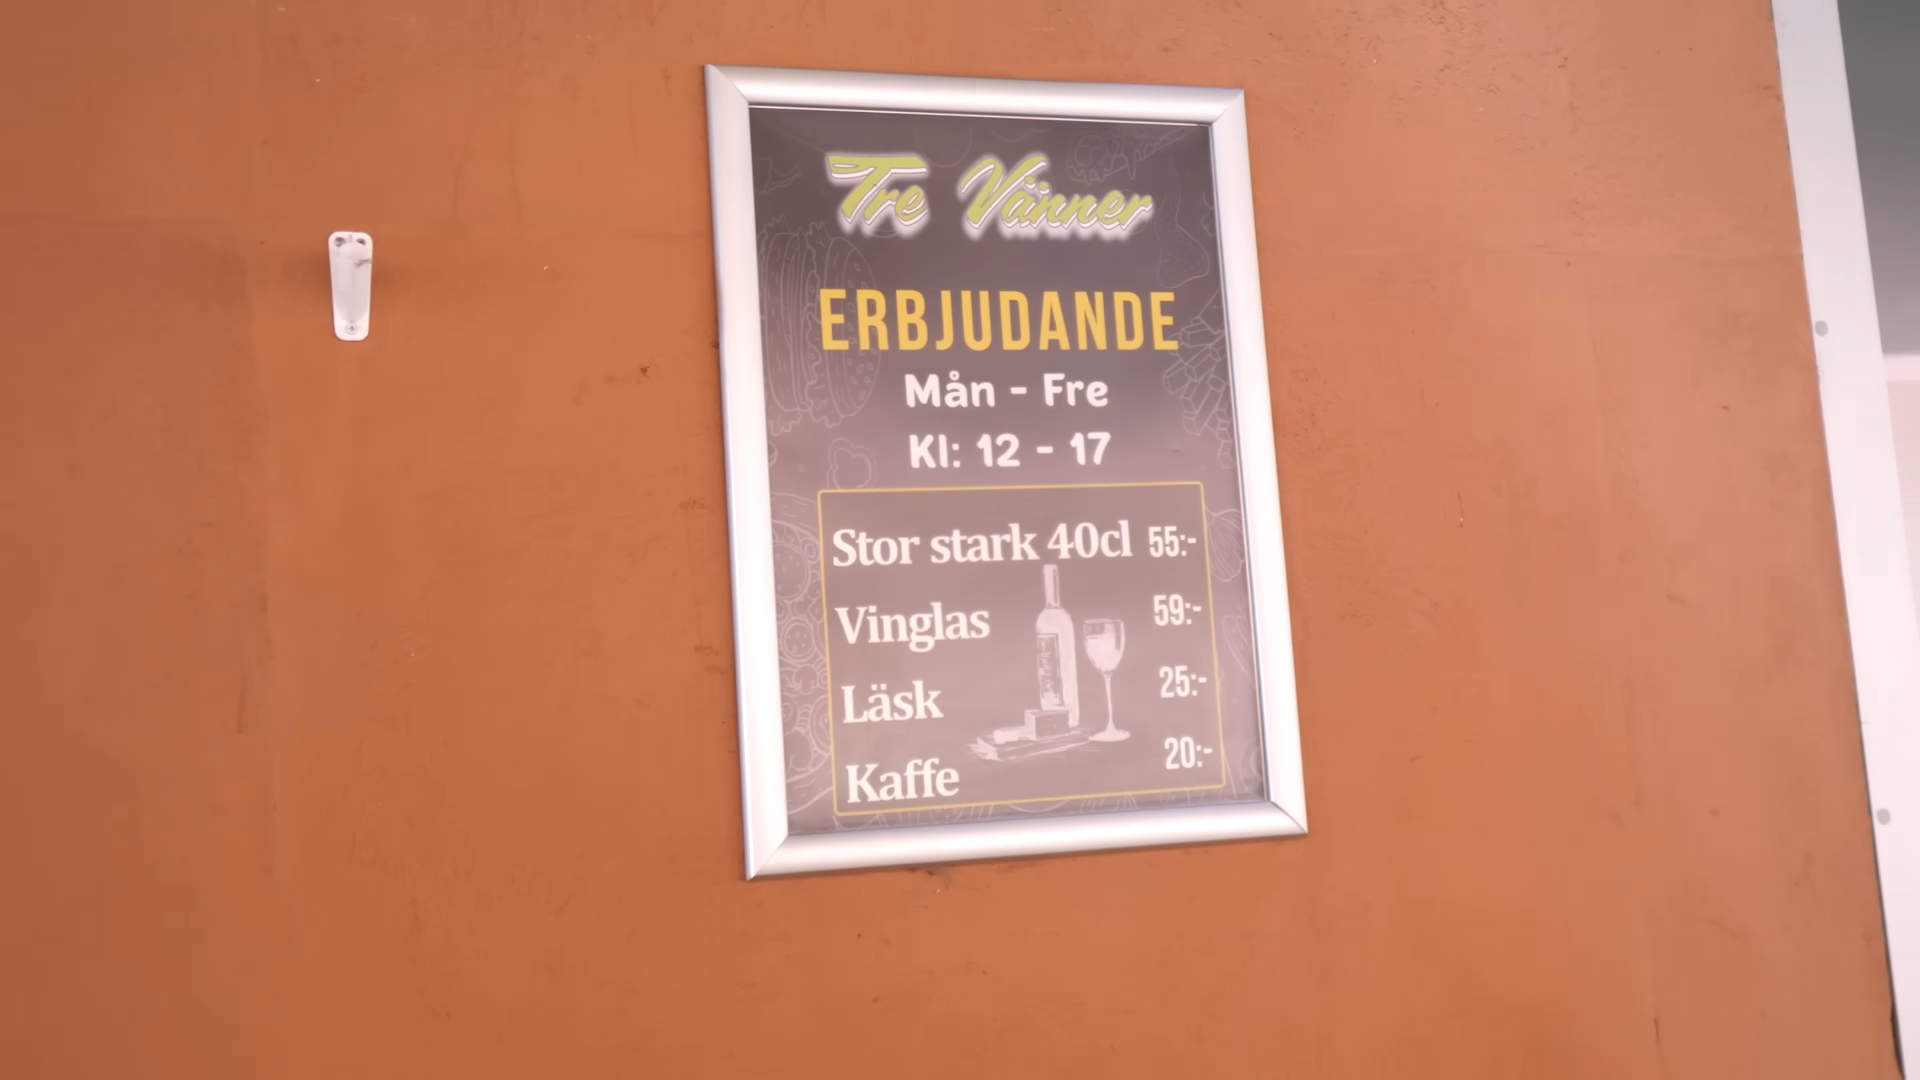 Tre Vänner
ERBJUDANDE
Mån - Fre
Kl: 12 - 17
Stor stark 40cl 55:-
Vinglas 59:-
Läsk 25:-
Kaffe 20:-